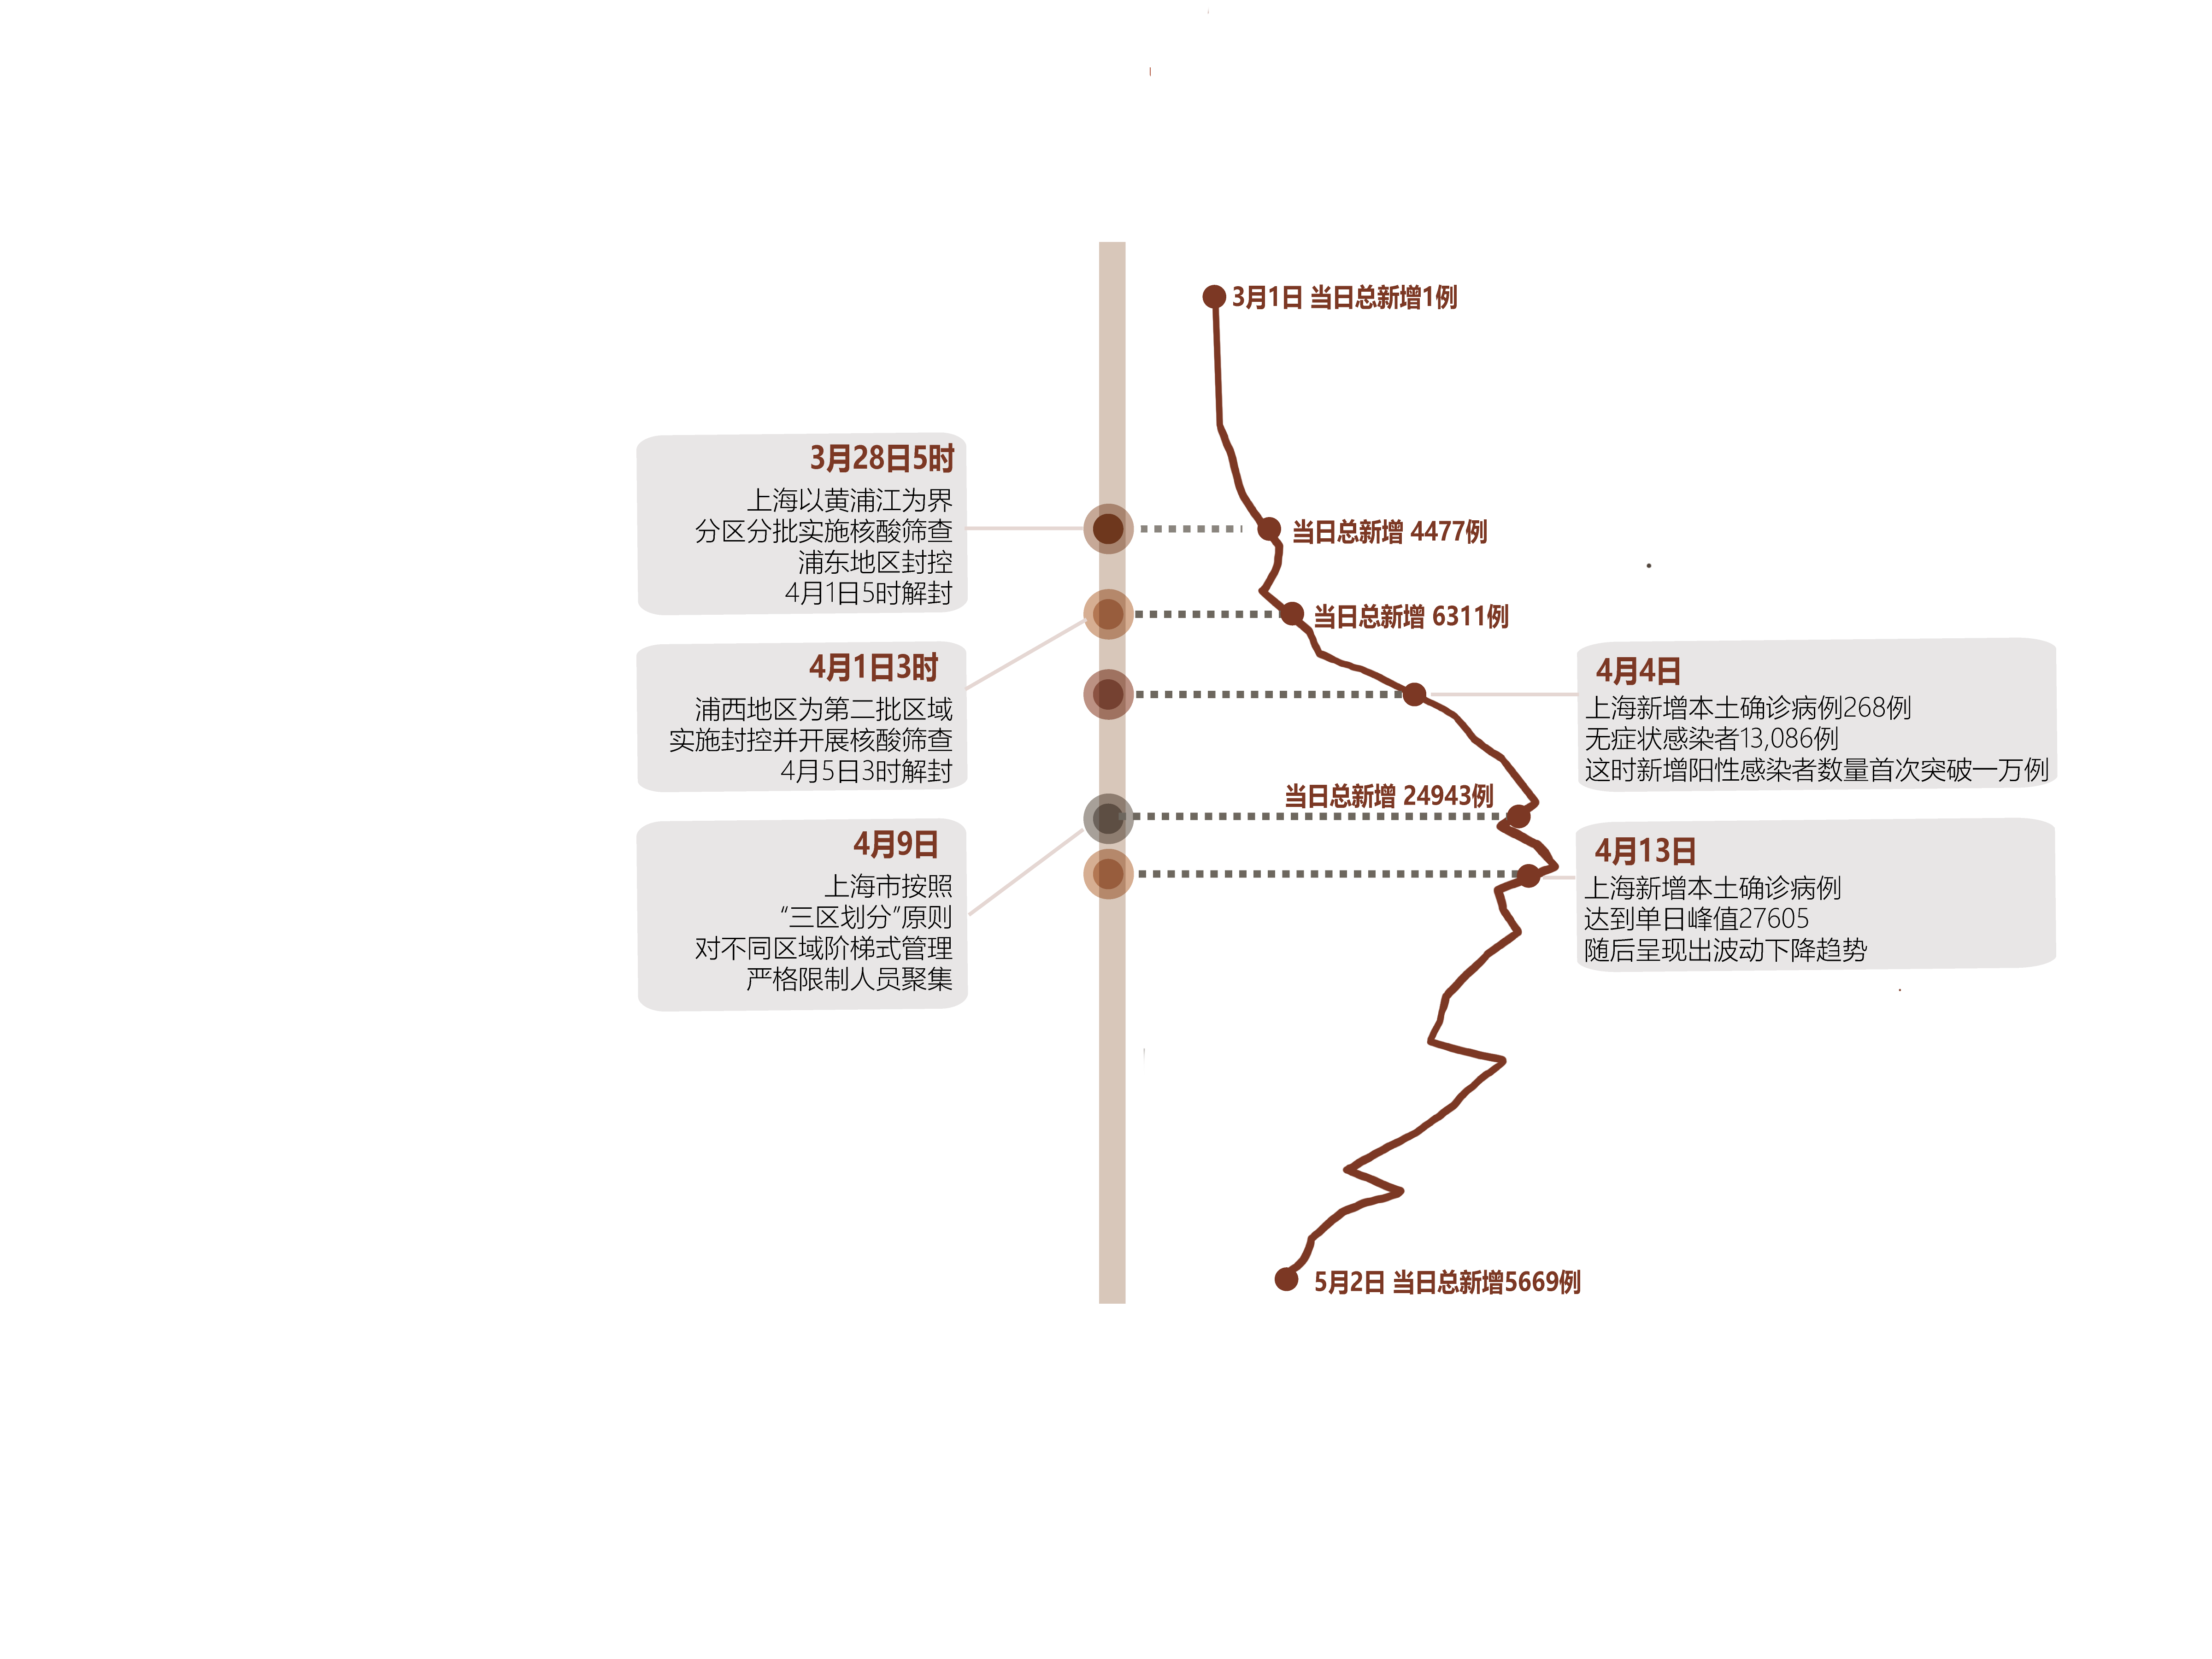 3月1日 当日总新增1例
3月28日5时
上海以黄浦江为界
分区分批实施核酸筛查
浦东地区封控
4月1日5时解封
当日总新增 4477例
当日总新增 6311例
4月1日3时
浦西地区为第二批区域
实施封控并开展核酸筛查
4月5日3时解封
4月4日
上海新增本土确诊病例268例
无症状感染者13,086例
这时新增阳性感染者数量首次突破一万例
当日总新增 24943例
4月9日
上海市按照
“三区划分”原则
对不同区域阶梯式管理
严格限制人员聚集
4月13日
上海新增本土确诊病例
达到单日峰值27605
随后呈现出波动下降趋势
5月2日 当日总新增5669例